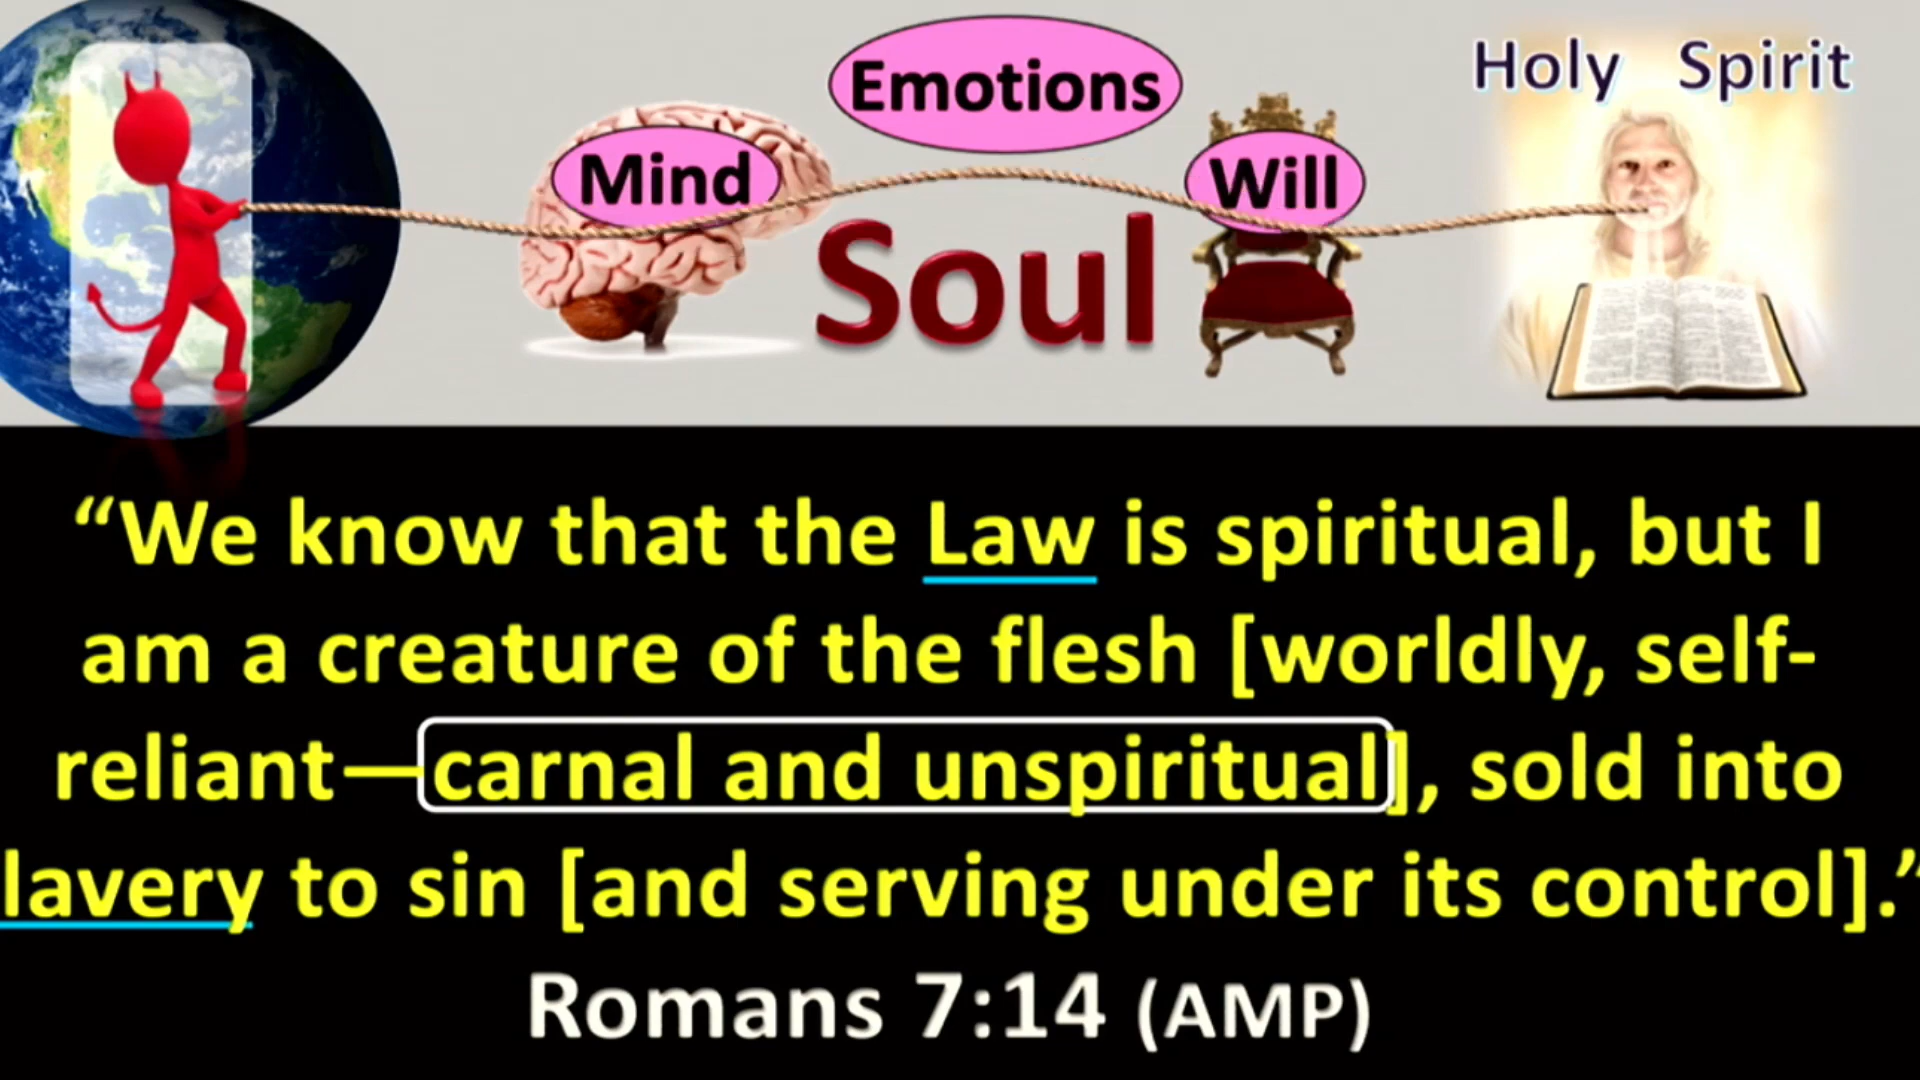 Emotions
Holy Spirit
Mind
Will
Soul
“We know that the Law is spiritual, but I
am a creature of the flesh [worldly, self-
reliant—carnal and unspiritual], sold into
lavery to sin [and serving under its control].”
Romans 7:14 (AMP)